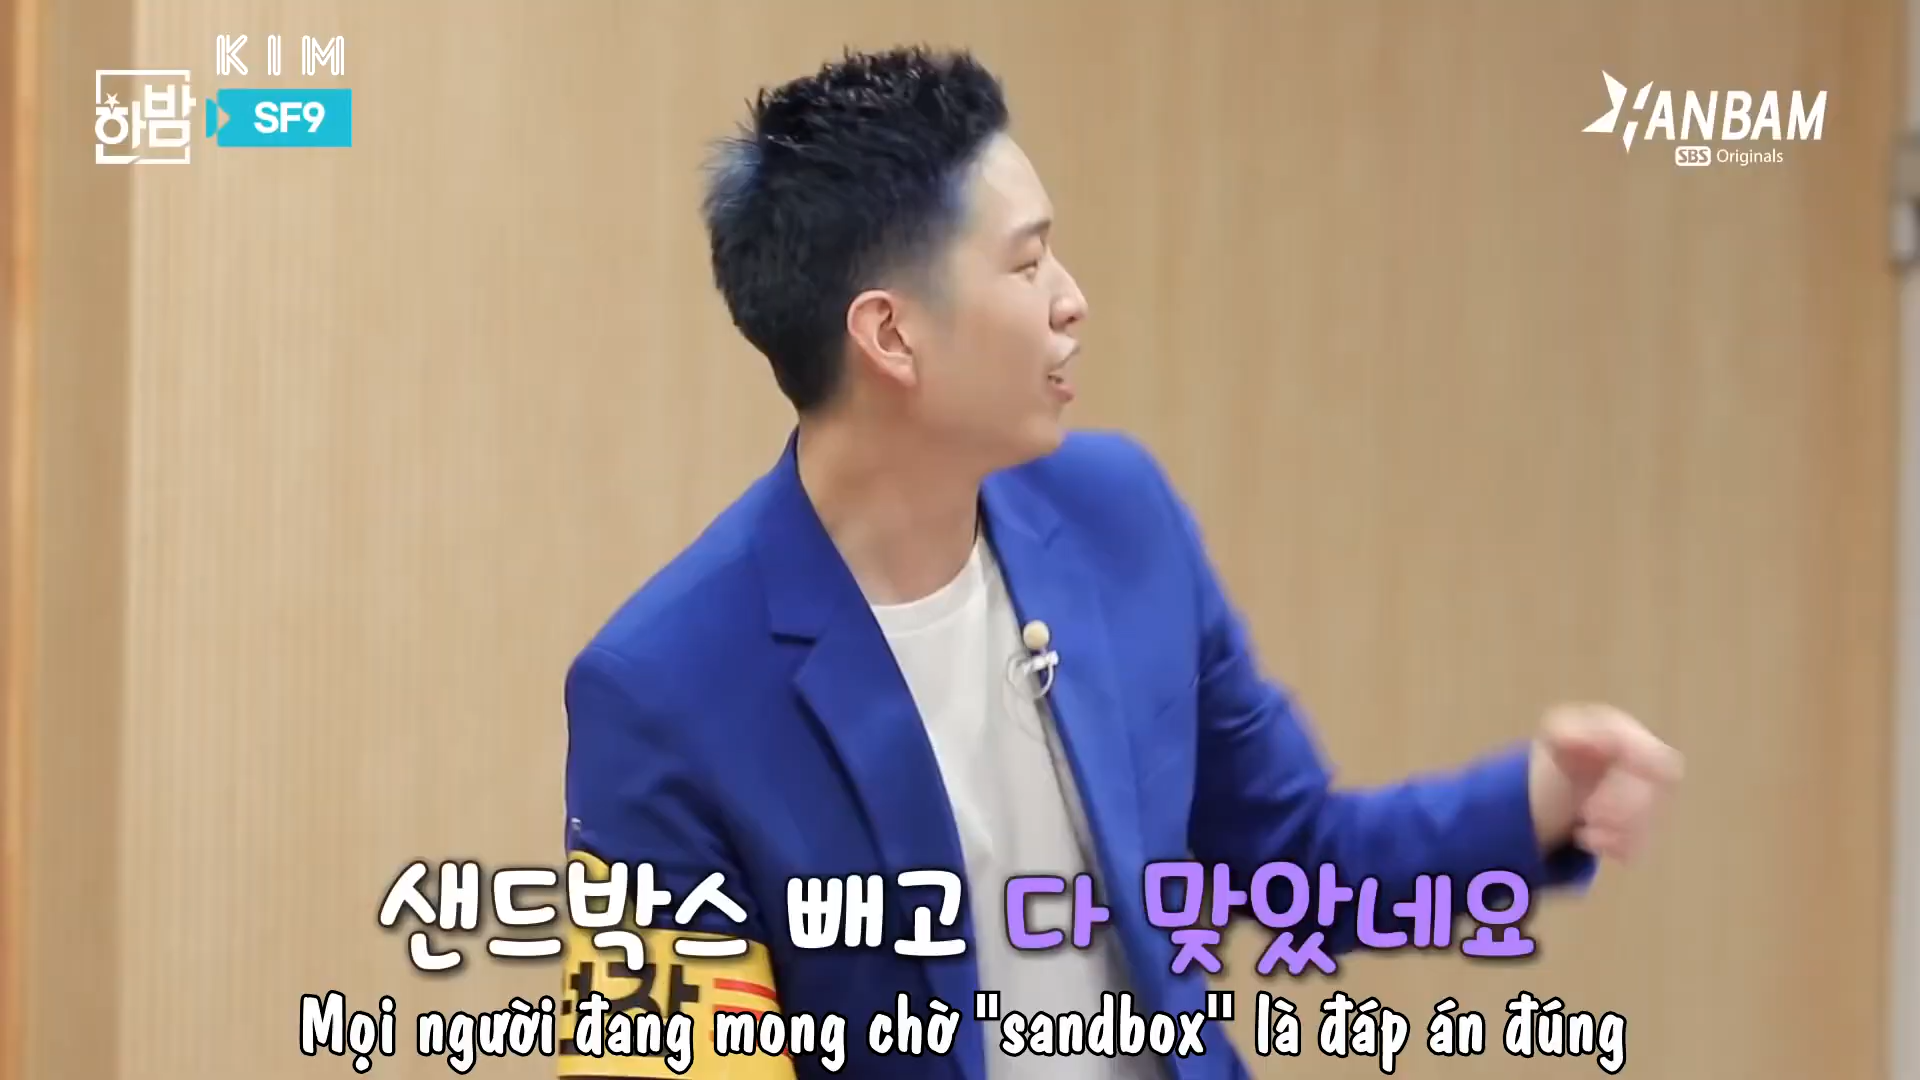 KIM
한밤
SF9
HANBAM
SBS Originals
샌드박스 빼고 다 맞았네요
Mọi người đang mong chờ "sandbox" là đáp án đúng